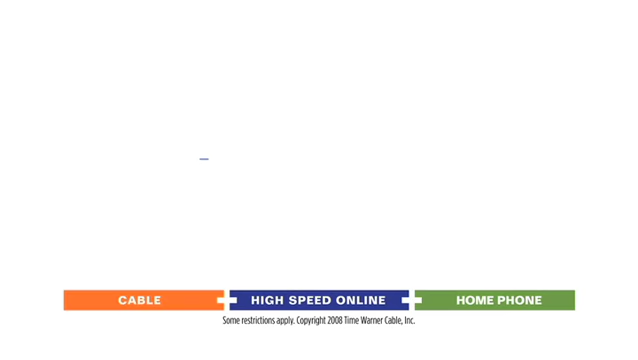 CABLE HIGH SPEED ONLINE HOME PHONE
Some restrictions apply. Copyright 2008 Time Warner Cable, Inc.